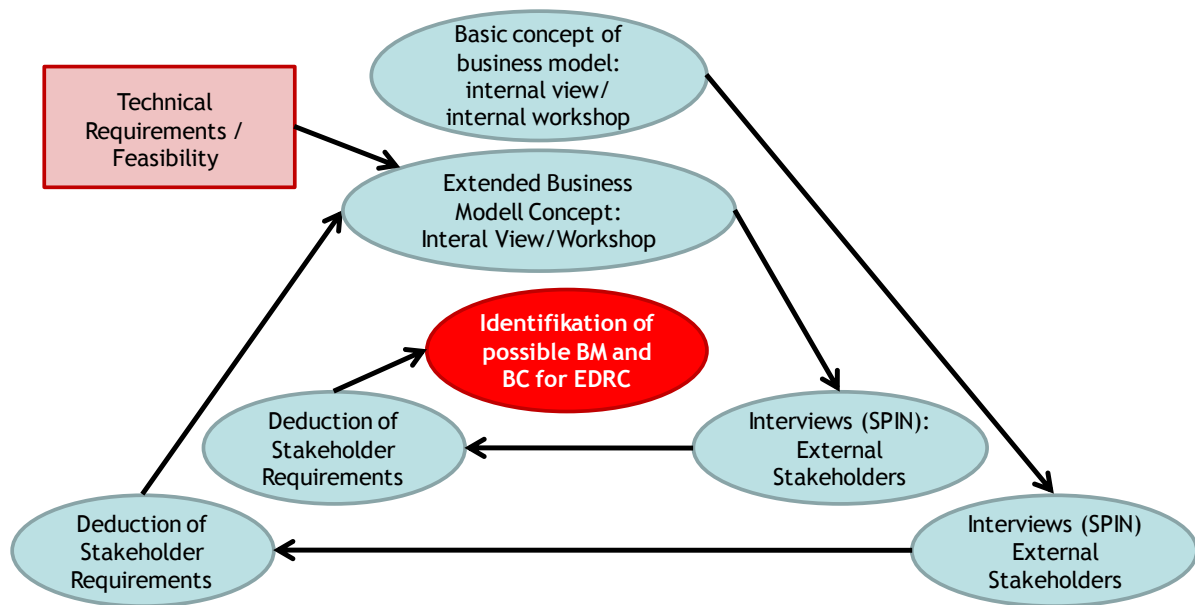 Basic concept of
business model:
internal view/
internal workshop
Technical
Requirements /
Feasibility
Extended Business
Modell Concept:
Interal View/Workshop
Identifikation of
possible BM and
BC for EDRC
Deduction of
Stakeholder
Requirements
Interviews (SPIN):
External
Stakeholders
Deduction of
Stakeholder
Requirements
Interviews (SPIN)
External
Stakeholders